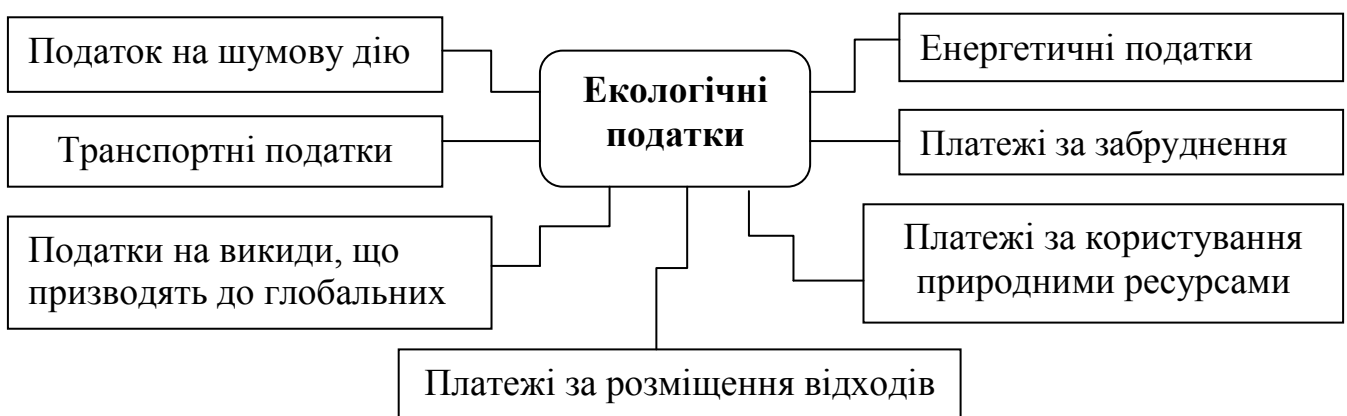 Податок на шумову дію
Екологічні
податки
Енергетичні податки
Транспортні податки
Платежі за забруднення
Податки на викиди, що
призводять до глобальних
Платежі за користування
природними ресурсами
Платежі за розміщення відходів